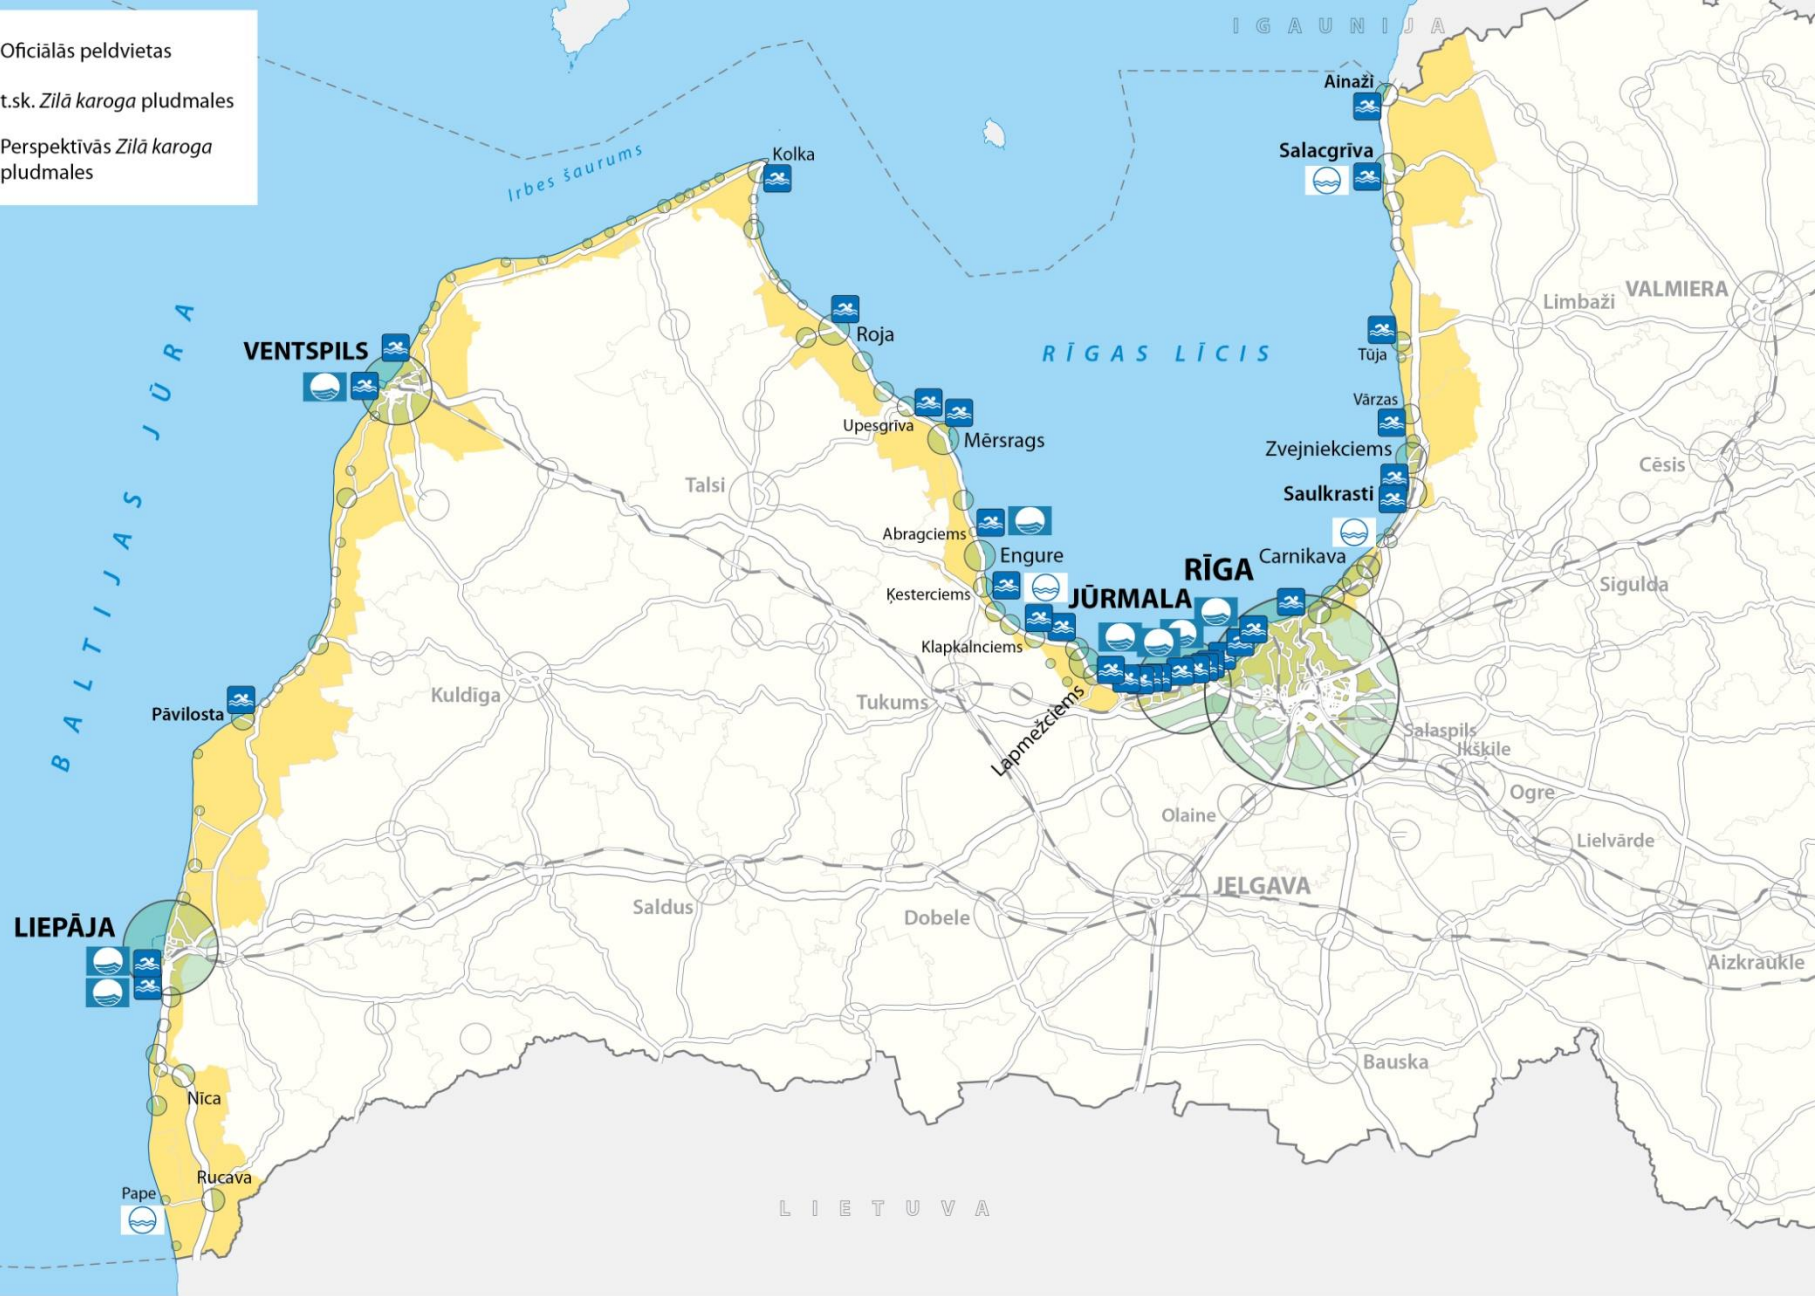 Oficiālās peldvietas
t.sk. Zilā karoga pludmales
Perspektīvās Zilā karoga
pludmales
IGAUNIJA
Ainaži
Salacgrīva
Kolka
Irbes šaurums
VALMIERA
Limbaži
BALTIJAS JŪRA
VENTSPILS
Roja
RĪGAS LĪCIS
Tūja
Vārzas
Upesgrīva
Mērsrags
Zvejniekciems
Cēsis
Talsi
Saulkrasti
Abragciems
Engure
Carnikava
RĪGA
Sigulda
Ķesterciems
JŪRMALA
Klapkalnciems
Kuldīga
Tukums
Lapmežciems
Pāvilosta
Salaspils
Ikšķile
Ogre
Olaine
Lielvārde
JELGAVA
Saldus
Dobele
LIEPĀJA
Aizkraukle
Bauska
Nīca
Rucava
Pape
LIETUVA